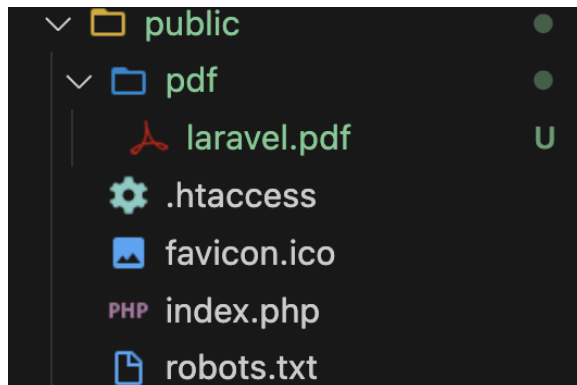 public
pdf
laravel.pdf U
.htaccess
favicon.ico
PHP index.php
robots.txt